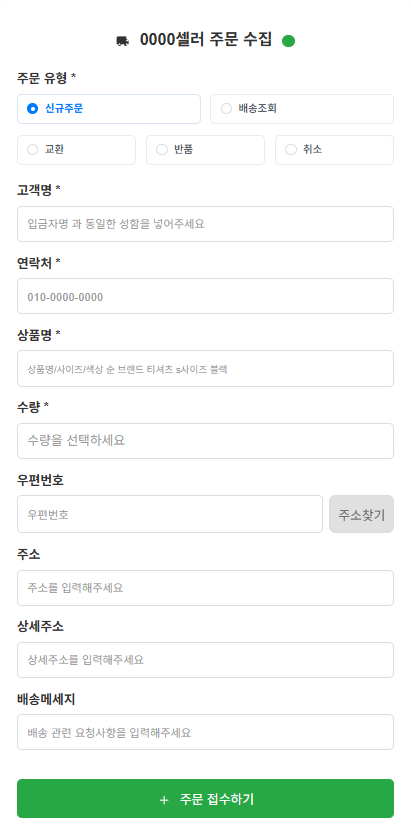 0000셀러 주문 수집
주문 유형 *
신규주문 배송조회
교환 반품 취소
고객명 *
입금자명 과 동일한 성함을 넣어주세요
연락처 *
010-0000-0000
상품명 *
상품명/사이즈/색상 순 브랜드 티셔츠 s사이즈 블랙
수량 *
수량을 선택하세요
우편번호
우편번호 주소찾기
주소
주소를 입력해주세요
상세주소
상세주소를 입력해주세요
배송메세지
배송 관련 요청사항을 입력해주세요
+ 주문 접수하기